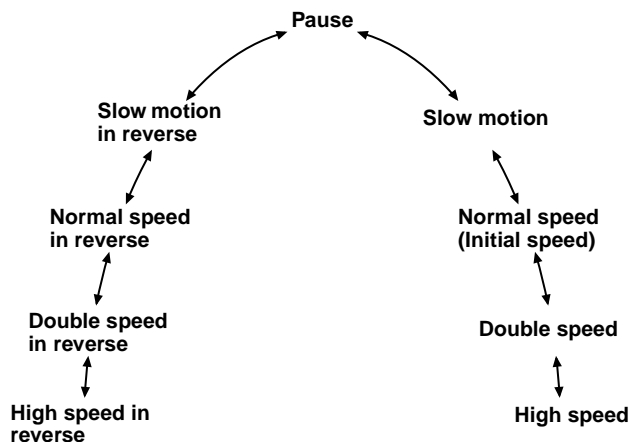 Pause
Slow motion
in reverse
Slow motion
Normal speed
in reverse
Normal speed
(Initial speed)
Double speed
in reverse
Double speed
High speed in
reverse
High speed